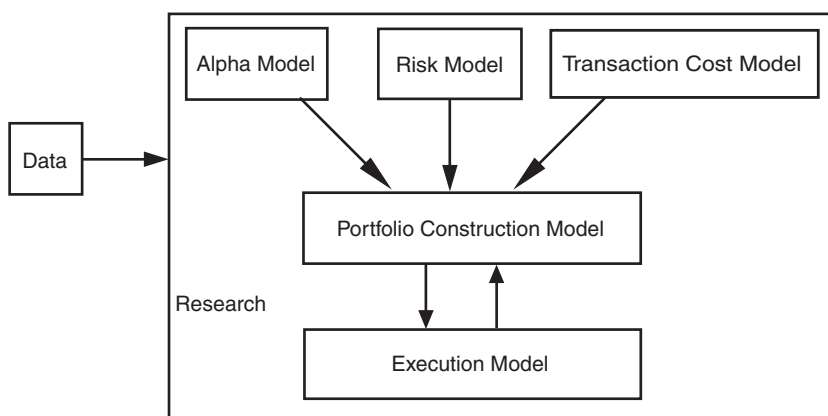 Alpha Model
Risk Model
Transaction Cost Model
Data
Portfolio Construction Model
Research
Execution Model